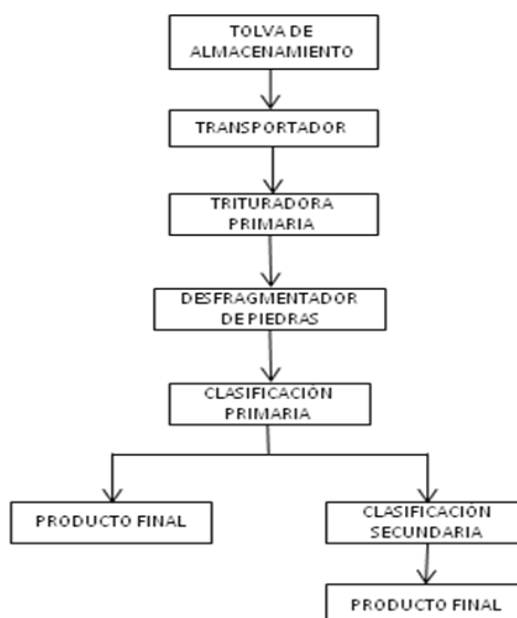 TOLVA DE
ALMACENAMIENTO
TRANSPORTADOR
TRITURADORA
PRIMARIA
DESFRAGMENTADOR
DE PIEDRAS
CLASIFICACIÓN
PRIMARIA
PRODUCTO FINAL
CLASIFICACIÓN
SECUNDARIA
PRODUCTO FINAL